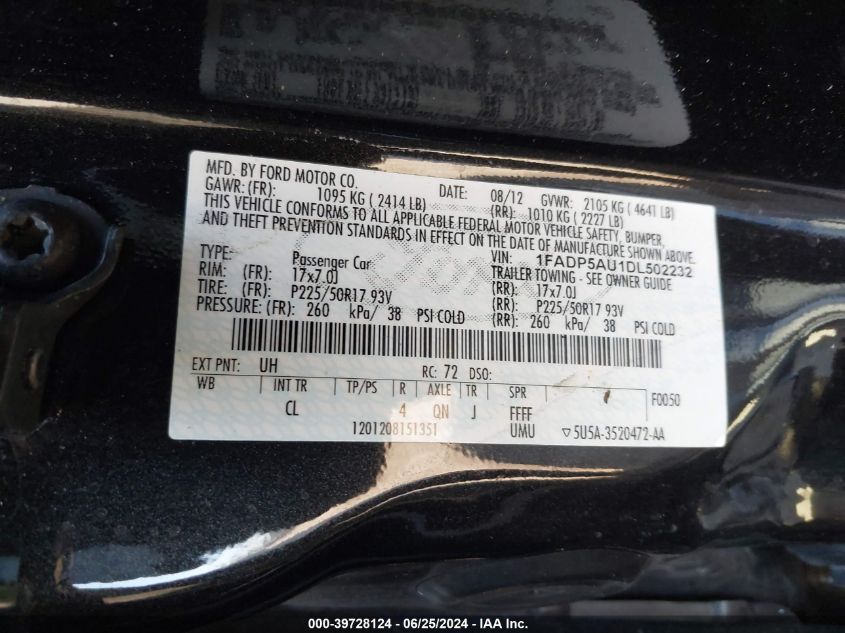 MFD. BY FORD MOTOR CO. DATE: 08/12 GVWR: 2105 KG ( 4641 LB)
GAWR: (FR): 1095 KG ( 2414 LB) (RR): 1010 KG ( 2227 LB)
THIS VEHICLE CONFORMS TO ALL APPLICABLE FEDERAL MOTOR VEHICLE SAFETY, BUMPER,
AND THEFT PREVENTION STANDARDS IN EFFECT ON THE DATE OF MANUFACTURE SHOWN ABOVE.
VIN: 1FADP5AU1DL502232
TYPE: Passenger Car TRAILER TOWING - SEE OWNER GUIDE
RIM: (FR): 17x7.0J (RR): 17x7.0J
TIRE: (FR): P225/50R17 93V (RR): P225/50R17 93V
PRESSURE: (FR): 260 kPa/ 38 PSI COLD (RR): 260 kPa/ 38 PSI COLD
EXT PNT: UH RC: 72 DSO:
WB INT TR TP/PS R AXLE TR SPR F0050
CL 4 QN J FFFF
1201208151351 UMU ▽5U5A-3520472-AA
000-39728124 - 06/25/2024 - IAA Inc.